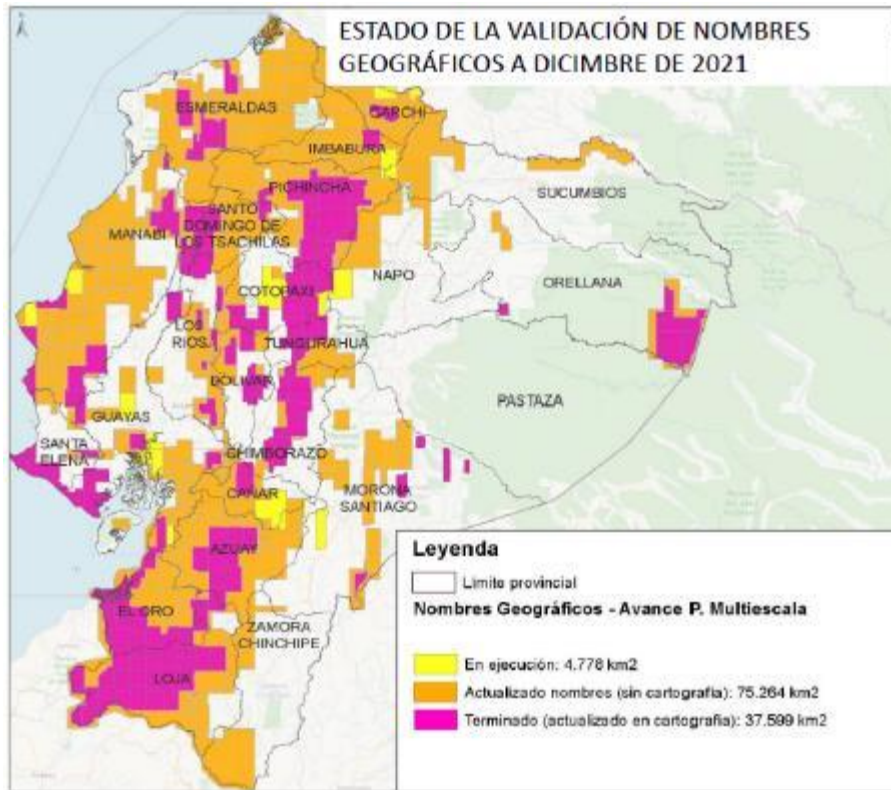 ESTADO DE LA VALIDACIÓN DE NOMBRES
GEOGRÁFICOS A DICIMBRE DE 2021
ESMERALDAS
CARCHI
IMBABURA
SUCUMBIOS
PICHINCHA
SANTO
DOMINGO DE
LOS TSACHILAS
MANABI
NAPO
ORELLANA
COTOPAXI
LOS
RIOS
TUNGURAHUA
BOLIVAR
PASTAZA
GUAYAS
SANTA
ELENA
CHIMBORAZO
CAÑAR
MORONA
SANTIAGO
AZUAY
EL ORO
ZAMORA
CHINCHIPE
LOJA
Leyenda
Límite provincial
Nombres Geográficos - Avance P. Multiescala
En ejecución: 4.778 km2
Actualizado nombres (sin cartografía): 75.264 km2
Terminado (actualizado en cartografía): 37.599 km2